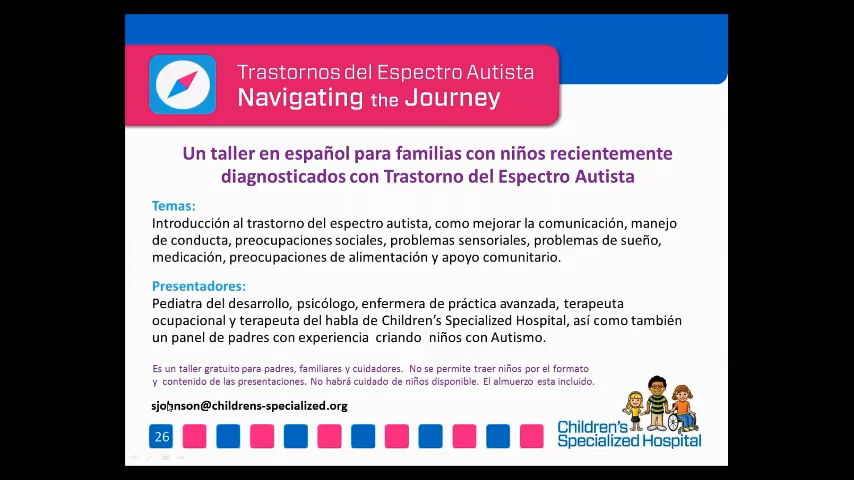 Trastornos del Espectro Autista
Navigating the Journey
Un taller en español para familias con niños recientemente
diagnosticados con Trastorno del Espectro Autista
Temas:
Introducción al trastorno del espectro autista, como mejorar la comunicación, manejo
de conducta, preocupaciones sociales, problemas sensoriales, problemas de sueño,
medicación, preocupaciones de alimentación y apoyo comunitario.
Presentadores:
Pediatra del desarrollo, psicólogo, enfermera de práctica avanzada, terapeuta
ocupacional y terapeuta del habla de Children's Specialized Hospital, así como también
un panel de padres con experiencia criando niños con Autismo.
Es un taller gratuito para padres, familiares y cuidadores. No se permite traer niños por el formato
y contenido de las presentaciones. No habrá cuidado de niños disponible. El almuerzo esta incluido.
sjohnson@childrens-specialized.org
26
Children's
Specialized Hospital